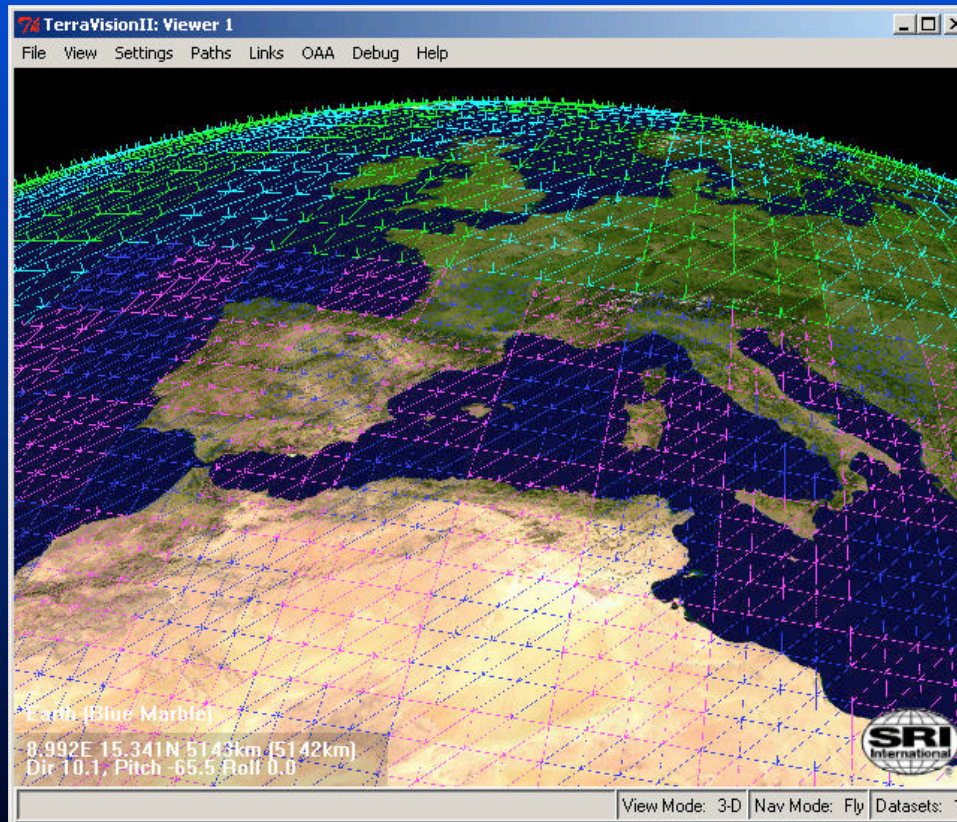 TerraVisionII: Viewer 1
File View Settings Paths Links OAA Debug Help
Earth (Blue Marble)
8.992E 15.341N 5143km (5142km)
Dir 10.1, Pitch -65.5 Roll 0.0
SRI
International
View Mode: 3-D Nav Mode: Fly Datasets: